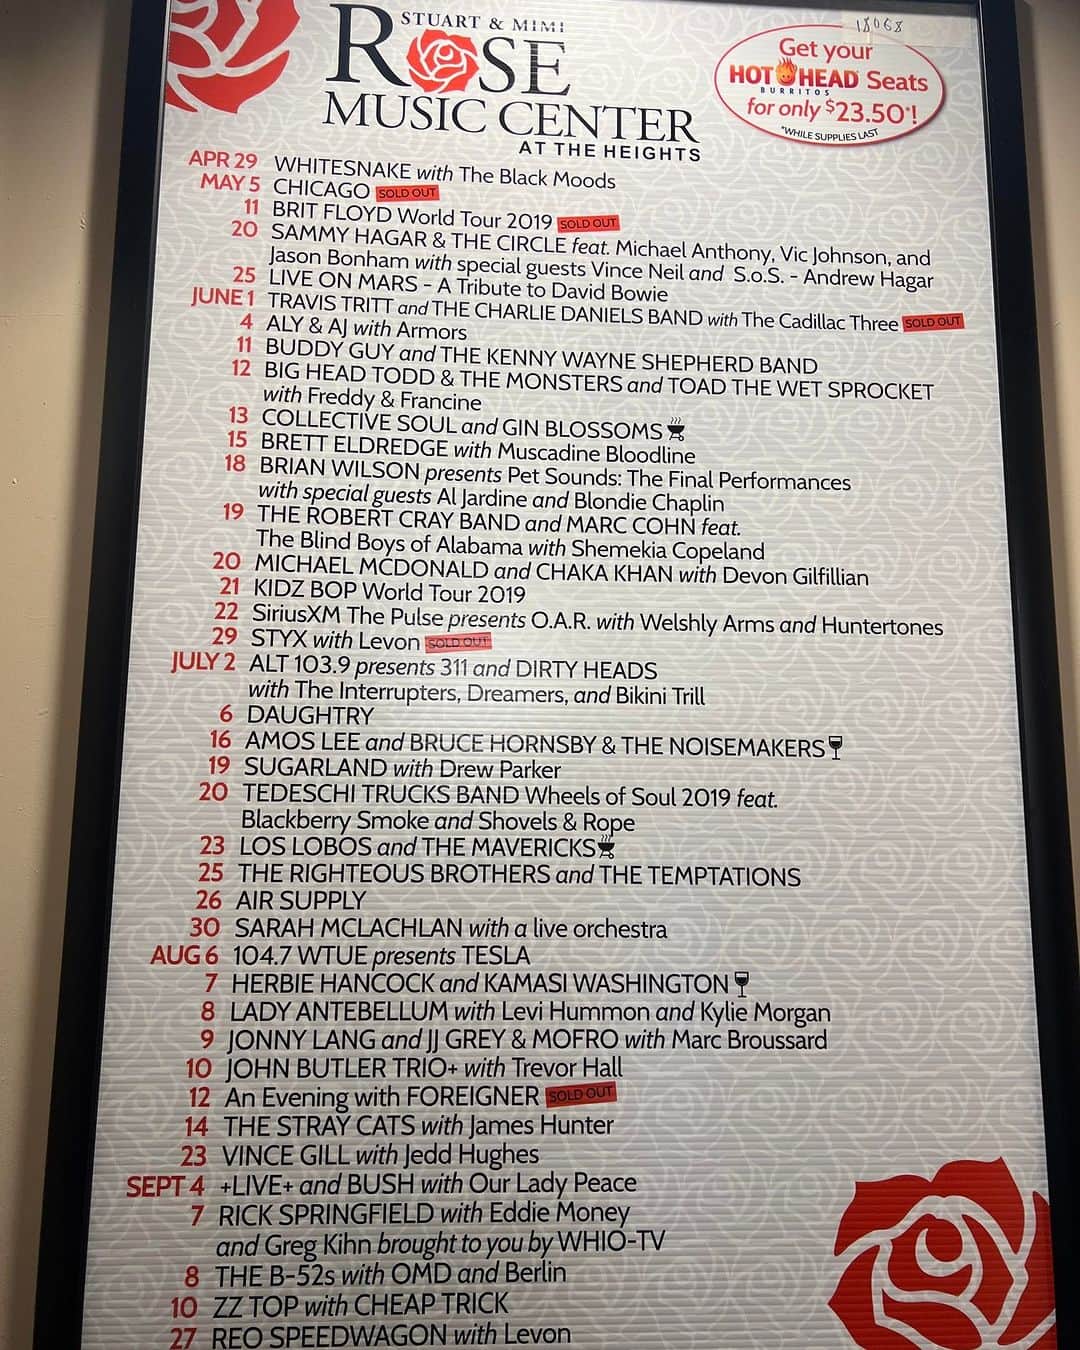 STUART & MIMI
ROSE
MUSIC CENTER
AT THE HEIGHTS
18068
Get your
HOT HEAD Seats
BURRITOS
for only $23.50*!
*WHILE SUPPLIES LAST
APR 29 WHITESNAKE with The Black Moods
MAY 5 CHICAGO SOLD OUT
11 BRIT FLOYD World Tour 2019 SOLD OUT
20 SAMMY HAGAR & THE CIRCLE feat. Michael Anthony, Vic Johnson, and
Jason Bonham with special guests Vince Neil and S.o.S. - Andrew Hagar
25 LIVE ON MARS - A Tribute to David Bowie
JUNE 1 TRAVIS TRITT and THE CHARLIE DANIELS BAND with The Cadillac Three SOLD OUT
4 ALY & AJ with Armors
11 BUDDY GUY and THE KENNY WAYNE SHEPHERD BAND
12 BIG HEAD TODD & THE MONSTERS and TOAD THE WET SPROCKET
with Freddy & Francine
13 COLLECTIVE SOUL and GIN BLOSSOMS
15 BRETT ELDREDGE with Muscadine Bloodline
18 BRIAN WILSON presents Pet Sounds: The Final Performances
with special guests Al Jardine and Blondie Chaplin
19 THE ROBERT CRAY BAND and MARC COHN feat.
The Blind Boys of Alabama with Shemekia Copeland
20 MICHAEL MCDONALD and CHAKA KHAN with Devon Gilfillian
21 KIDZ BOP World Tour 2019
22 SiriusXM The Pulse presents O.A.R. with Welshly Arms and Huntertones
29 STYX with Levon SOLD OUT
JULY 2 ALT 103.9 presents 311 and DIRTY HEADS
with The Interrupters, Dreamers, and Bikini Trill
6 DAUGHTRY
16 AMOS LEE and BRUCE HORNSBY & THE NOISEMAKERS
19 SUGARLAND with Drew Parker
20 TEDESCHI TRUCKS BAND Wheels of Soul 2019 feat.
Blackberry Smoke and Shovels & Rope
23 LOS LOBOS and THE MAVERICKS
25 THE RIGHTEOUS BROTHERS and THE TEMPTATIONS
26 AIR SUPPLY
30 SARAH MCLACHLAN with a live orchestra
AUG 6 104.7 WTUE presents TESLA
7 HERBIE HANCOCK and KAMASI WASHINGTON
8 LADY ANTEBELLUM with Levi Hummon and Kylie Morgan
9 JONNY LANG and JJ GREY & MOFRO with Marc Broussard
10 JOHN BUTLER TRIO+ with Trevor Hall
12 An Evening with FOREIGNER SOLD OUT
14 THE STRAY CATS with James Hunter
23 VINCE GILL with Jedd Hughes
SEPT 4 +LIVE+ and BUSH with Our Lady Peace
7 RICK SPRINGFIELD with Eddie Money
and Greg Kihn brought to you by WHIO-TV
8 THE B-52s with OMD and Berlin
10 ZZ TOP with CHEAP TRICK
27 REO SPEEDWAGON with Levon